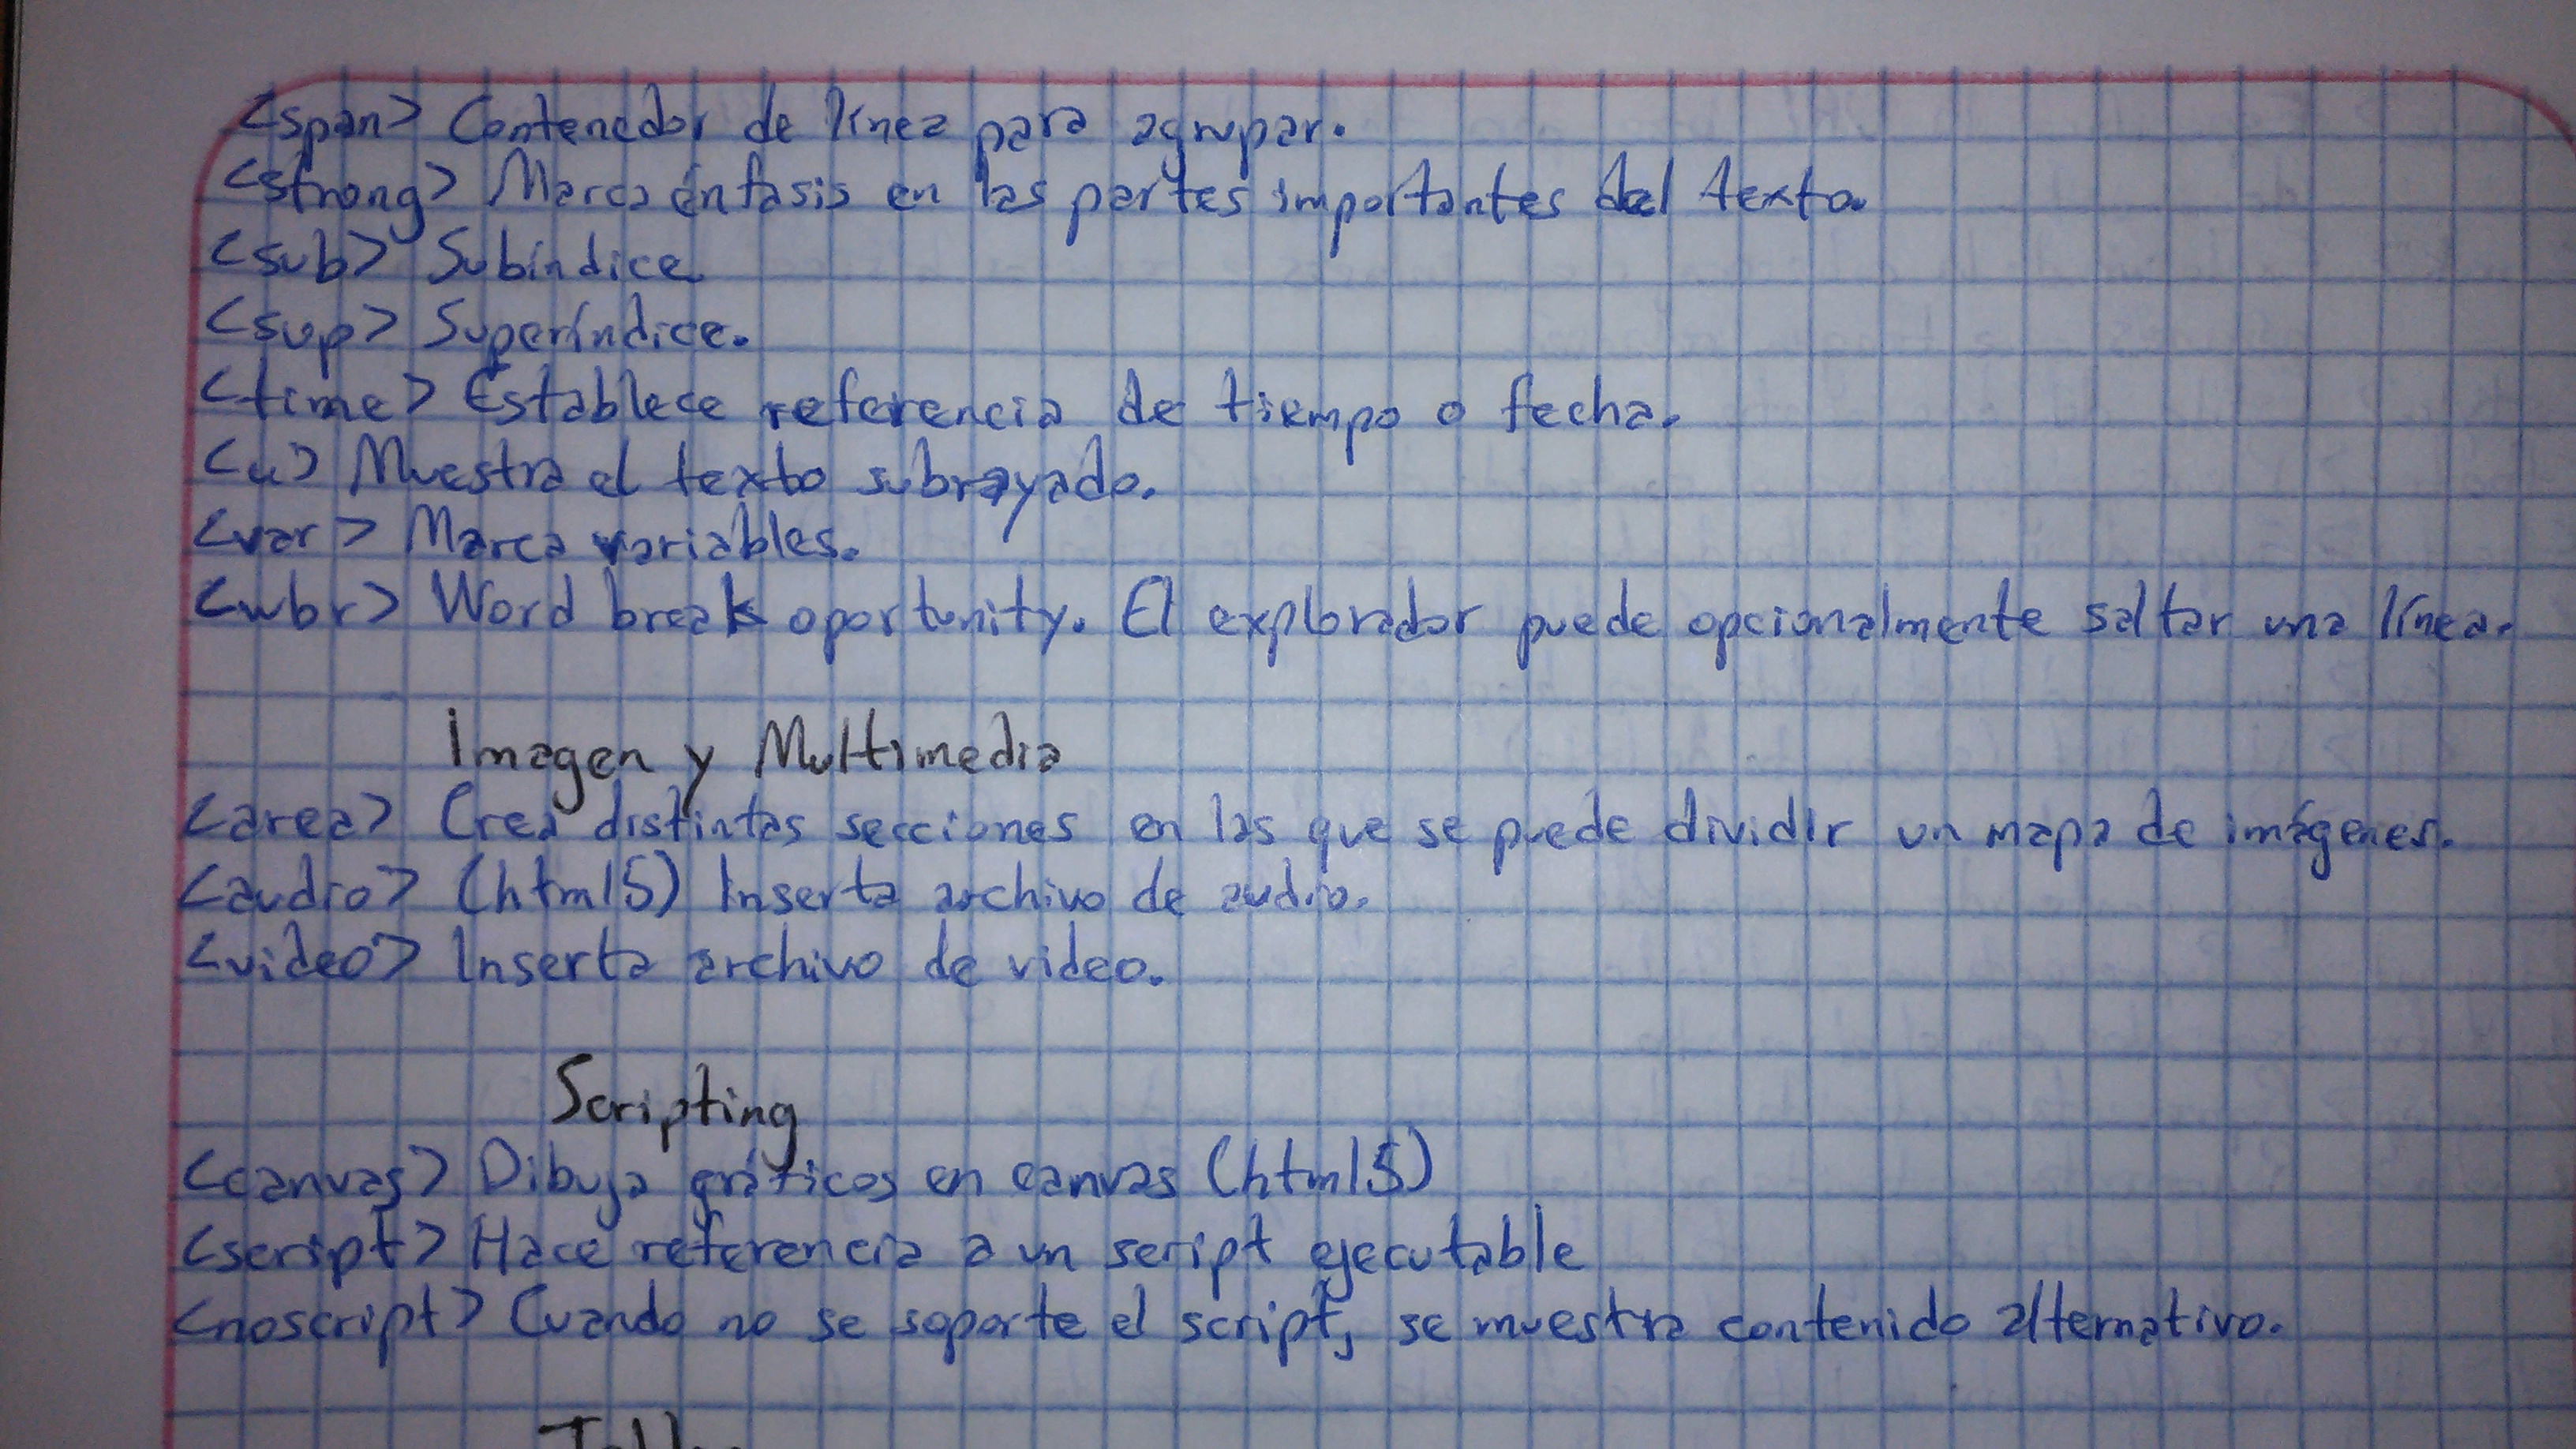 <span> Contenedor de línea para agrupar.
<strong> Marca énfasis en las partes importantes del texto.
<sub> Subíndice
<sup> Superíndice.
<time> Establece referencia de tiempo o fecha.
<u> Muestra el texto subrayado.
<var> Marca variables.
<wbr> Word break oportunity. El explorador puede opcionalmente saltar una línea.
Imagen y Multimedia
<area> Crea distintas secciones en las que se puede dividir un mapa de imágenes.
<audio> (html5) Inserta archivo de audio.
<video> Inserta archivo de video.
Scripting
<canvas> Dibuja gráficos en canvas (html5)
<script> Hace referencia a un script ejecutable
<noscript> Cuando no se soporte el script, se muestra contenido alternativo.